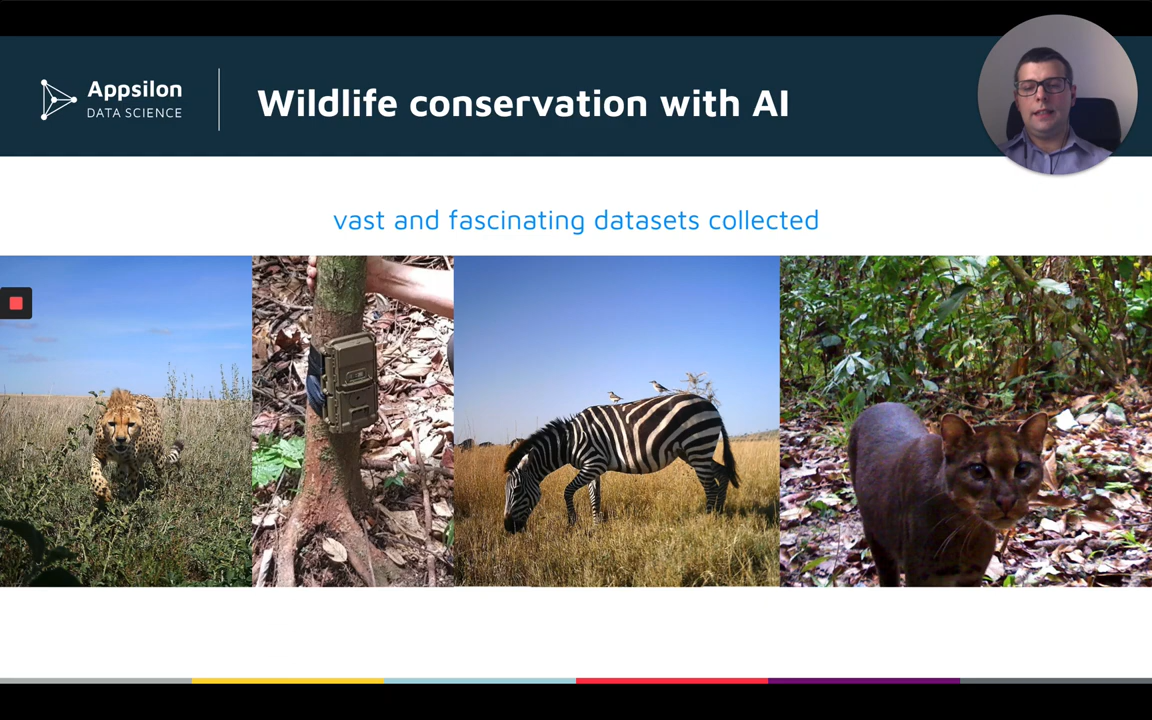 Appsilon
DATA SCIENCE
Wildlife conservation with AI
vast and fascinating datasets collected